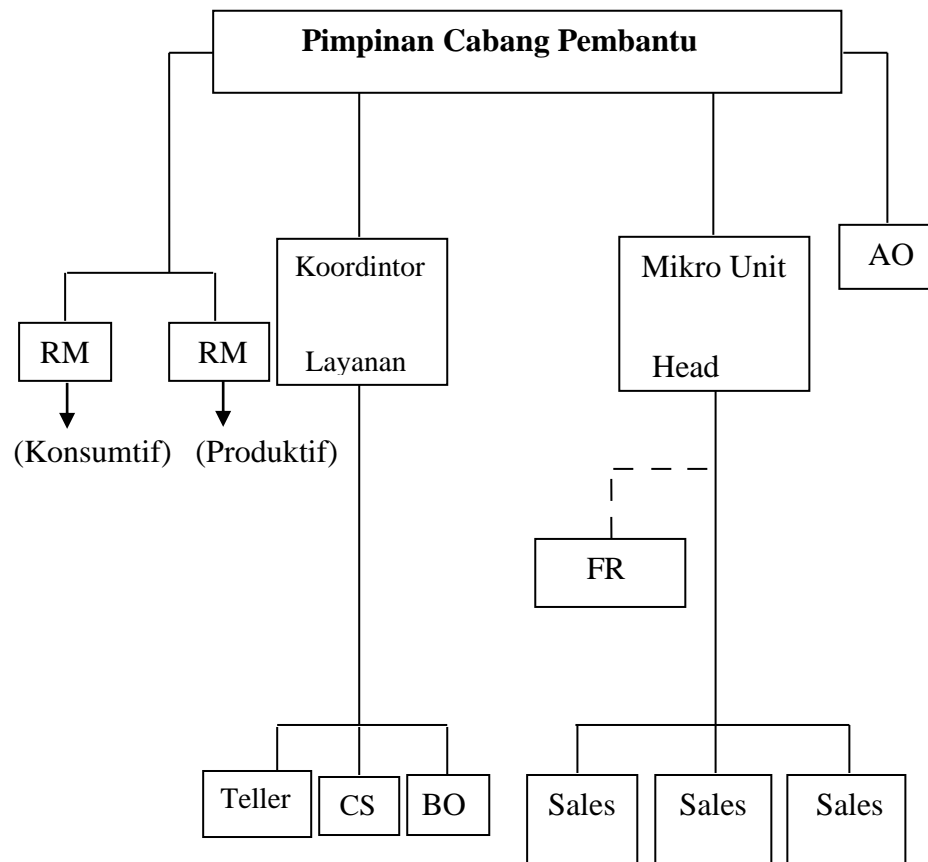 Pimpinan Cabang Pembantu
Koordintor
Layanan
Mikro Unit
Head
AO
RM
RM
(Konsumtif)
(Produktif)
FR
Teller
CS
BO
Sales
Sales
Sales